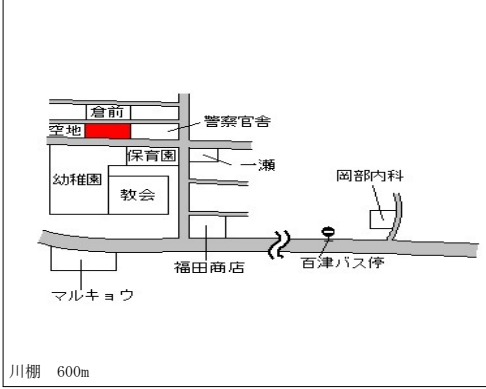 倉前
空地
警察官舎
保育園
一瀬
幼稚園
教会
岡部内科
福田商店
百津バス停
マルキョウ
川棚 600m